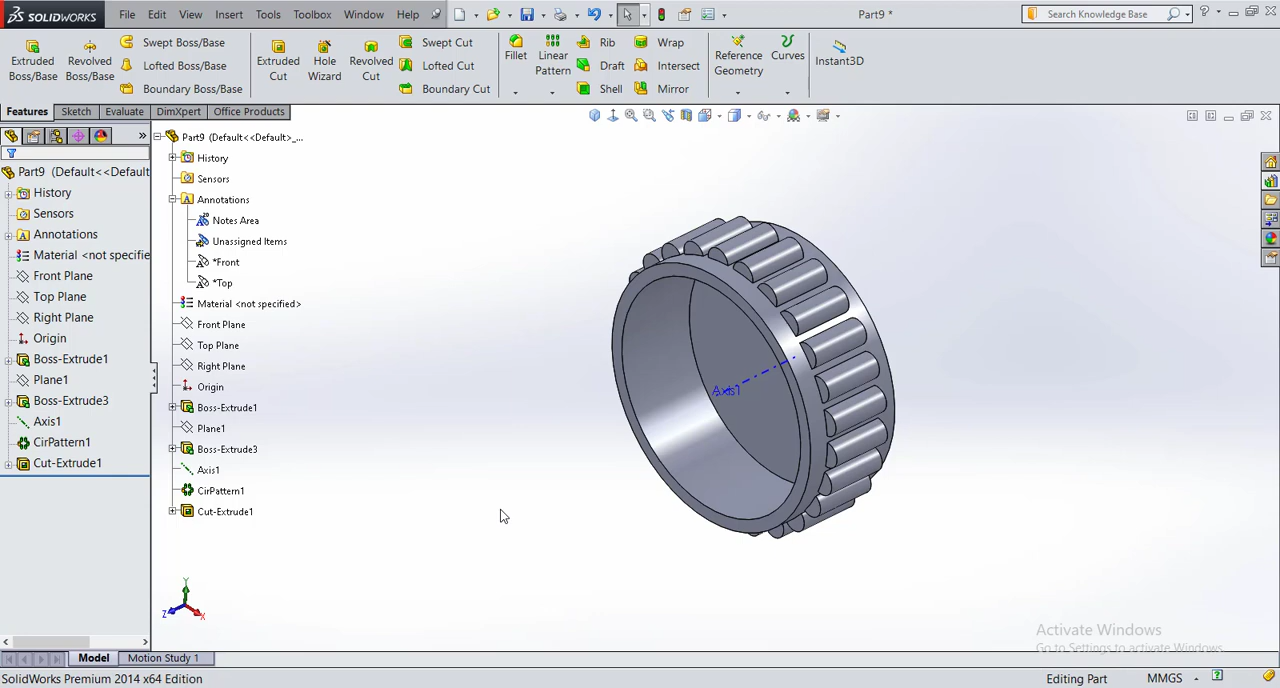 SOLIDWORKS File Edit View Insert Tools Toolbox Window Help Part9 * Search Knowledge Base
Extruded Boss/Base
Revolved Boss/Base
Swept Boss/Base
Lofted Boss/Base
Boundary Boss/Base
Extruded Cut
Hole Wizard
Revolved Cut
Swept Cut
Lofted Cut
Boundary Cut
Fillet
Linear Pattern
Rib
Draft
Shell
Wrap
Intersect
Mirror
Reference Geometry
Curves
Instant3D
Features Sketch Evaluate DimXpert Office Products
Part9 (Default<<Default
History
Sensors
Annotations
Material <not specifie
Front Plane
Top Plane
Right Plane
Origin
Boss-Extrude1
Plane1
Boss-Extrude3
Axis1
CirPattern1
Cut-Extrude1
Part9 (Default<<Default>_...
History
Sensors
Annotations
Notes Area
Unassigned Items
*Front
*Top
Material <not specified>
Front Plane
Top Plane
Right Plane
Origin
Boss-Extrude1
Plane1
Boss-Extrude3
Axis1
CirPattern1
Cut-Extrude1
Axis1
Y
Z
X
Activate Windows
Go to Settings to activate Windows.
Model Motion Study 1
SolidWorks Premium 2014 x64 Edition Editing Part MMGS